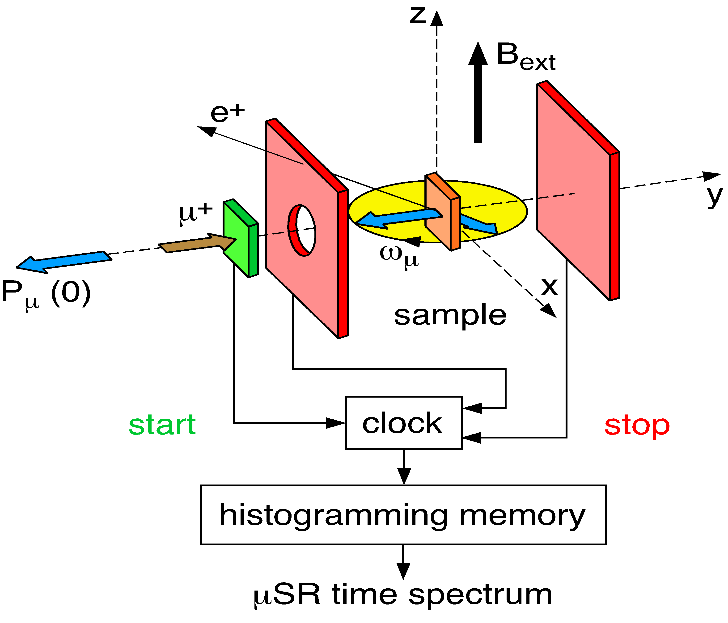 z
B_ext
e⁺
y
μ⁺
ω_μ
x
P_μ (0)
sample
start
clock
stop
histogramming memory
μSR time spectrum